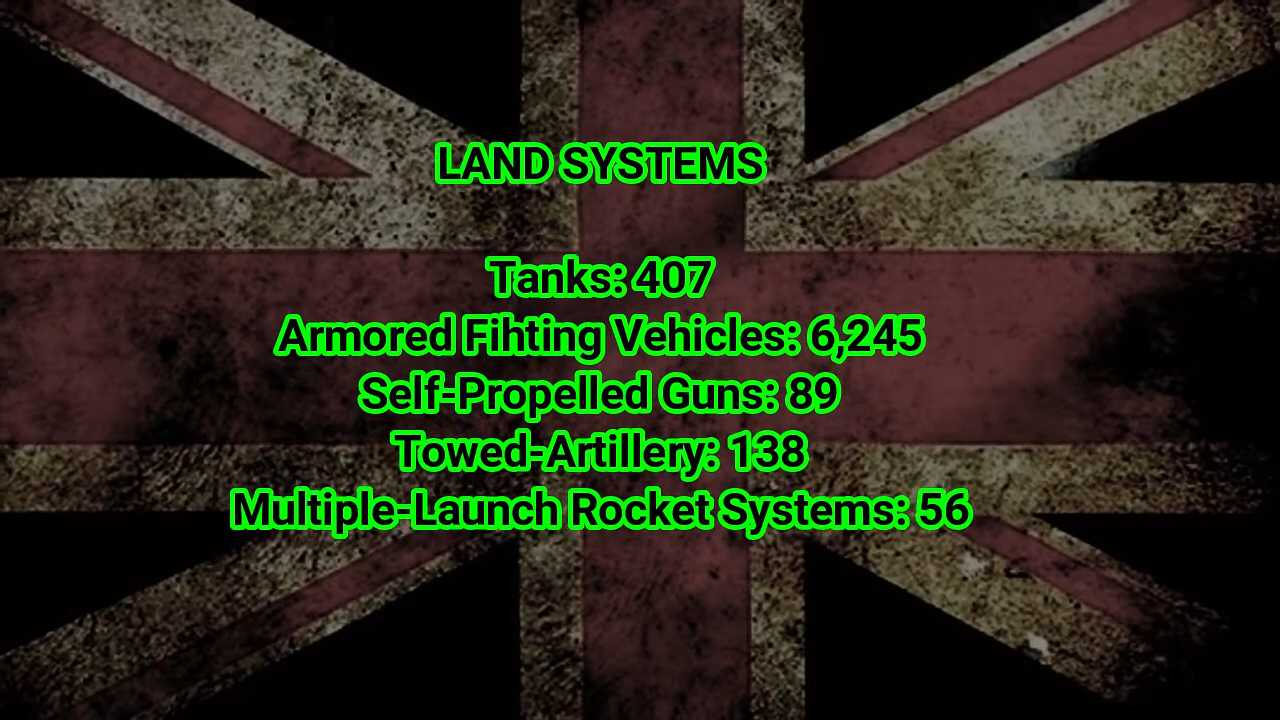 LAND SYSTEMS
Tanks: 407
Armored Fihting Vehicles: 6,245
Self-Propelled Guns: 89
Towed-Artillery: 138
Multiple-Launch Rocket Systems: 56